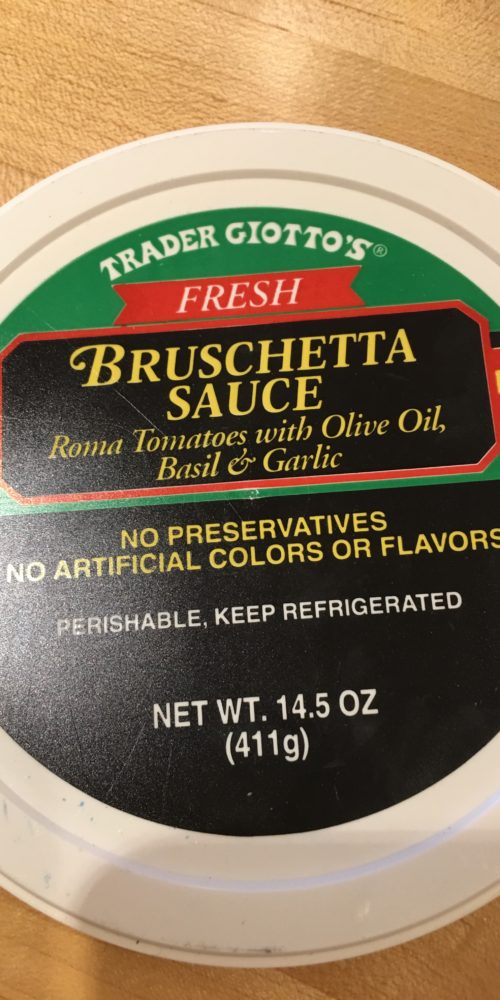 TRADER GIOTTO'S®
FRESH
BRUSCHETTA
SAUCE
Roma Tomatoes with Olive Oil,
Basil & Garlic
NO PRESERVATIVES
NO ARTIFICIAL COLORS OR FLAVORS
PERISHABLE, KEEP REFRIGERATED
NET WT. 14.5 OZ
(411g)